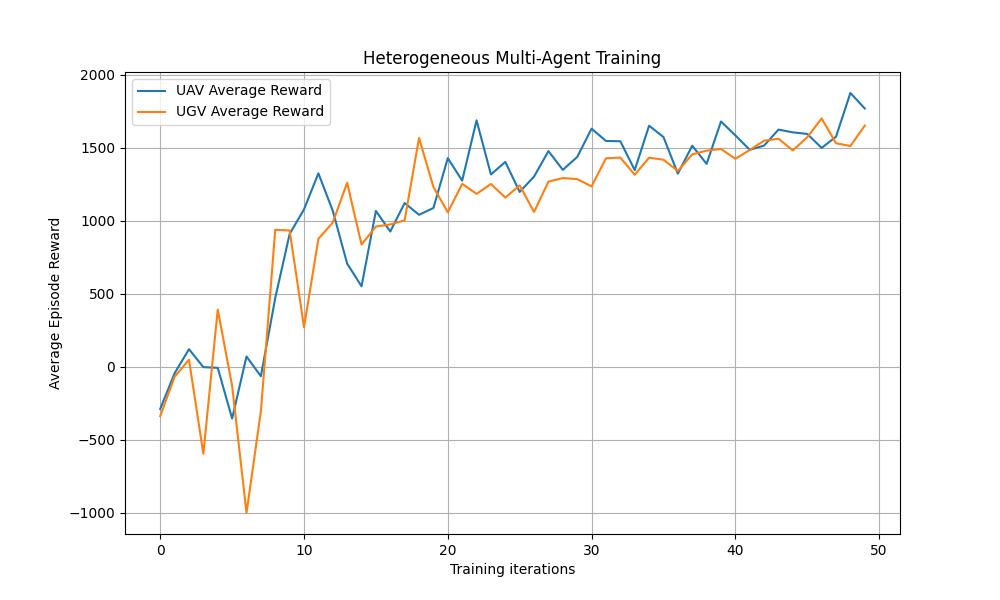 Heterogeneous Multi-Agent Training
UAV Average Reward
UGV Average Reward
Average Episode Reward
2000
1500
1000
500
0
−500
−1000
0 10 20 30 40 50
Training iterations